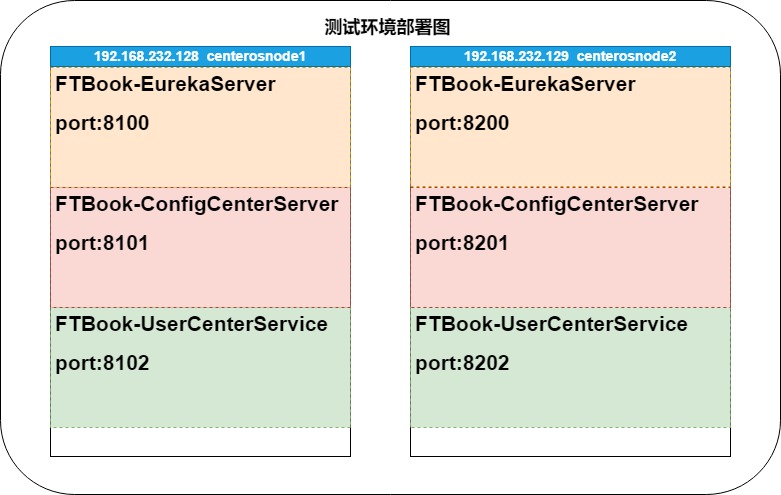 测试环境部署图
192.168.232.128 centerosnode1
FTBook-EurekaServer
port:8100
FTBook-ConfigCenterServer
port:8101
FTBook-UserCenterService
port:8102
192.168.232.129 centerosnode2
FTBook-EurekaServer
port:8200
FTBook-ConfigCenterServer
port:8201
FTBook-UserCenterService
port:8202